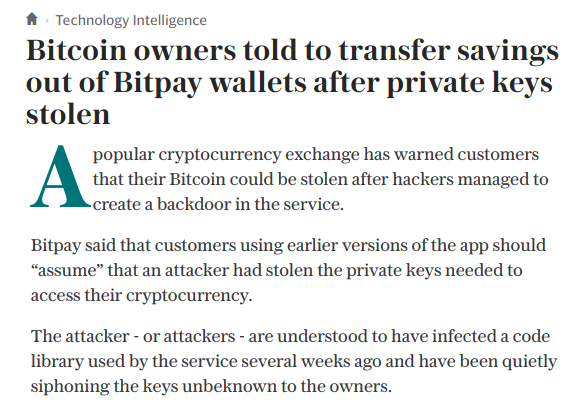 Technology Intelligence
Bitcoin owners told to transfer savings
out of Bitpay wallets after private keys
stolen
A popular cryptocurrency exchange has warned customers
that their Bitcoin could be stolen after hackers managed to
create a backdoor in the service.
Bitpay said that customers using earlier versions of the app should
“assume” that an attacker had stolen the private keys needed to
access their cryptocurrency.
The attacker - or attackers - are understood to have infected a code
library used by the service several weeks ago and have been quietly
siphoning the keys unbeknown to the owners.